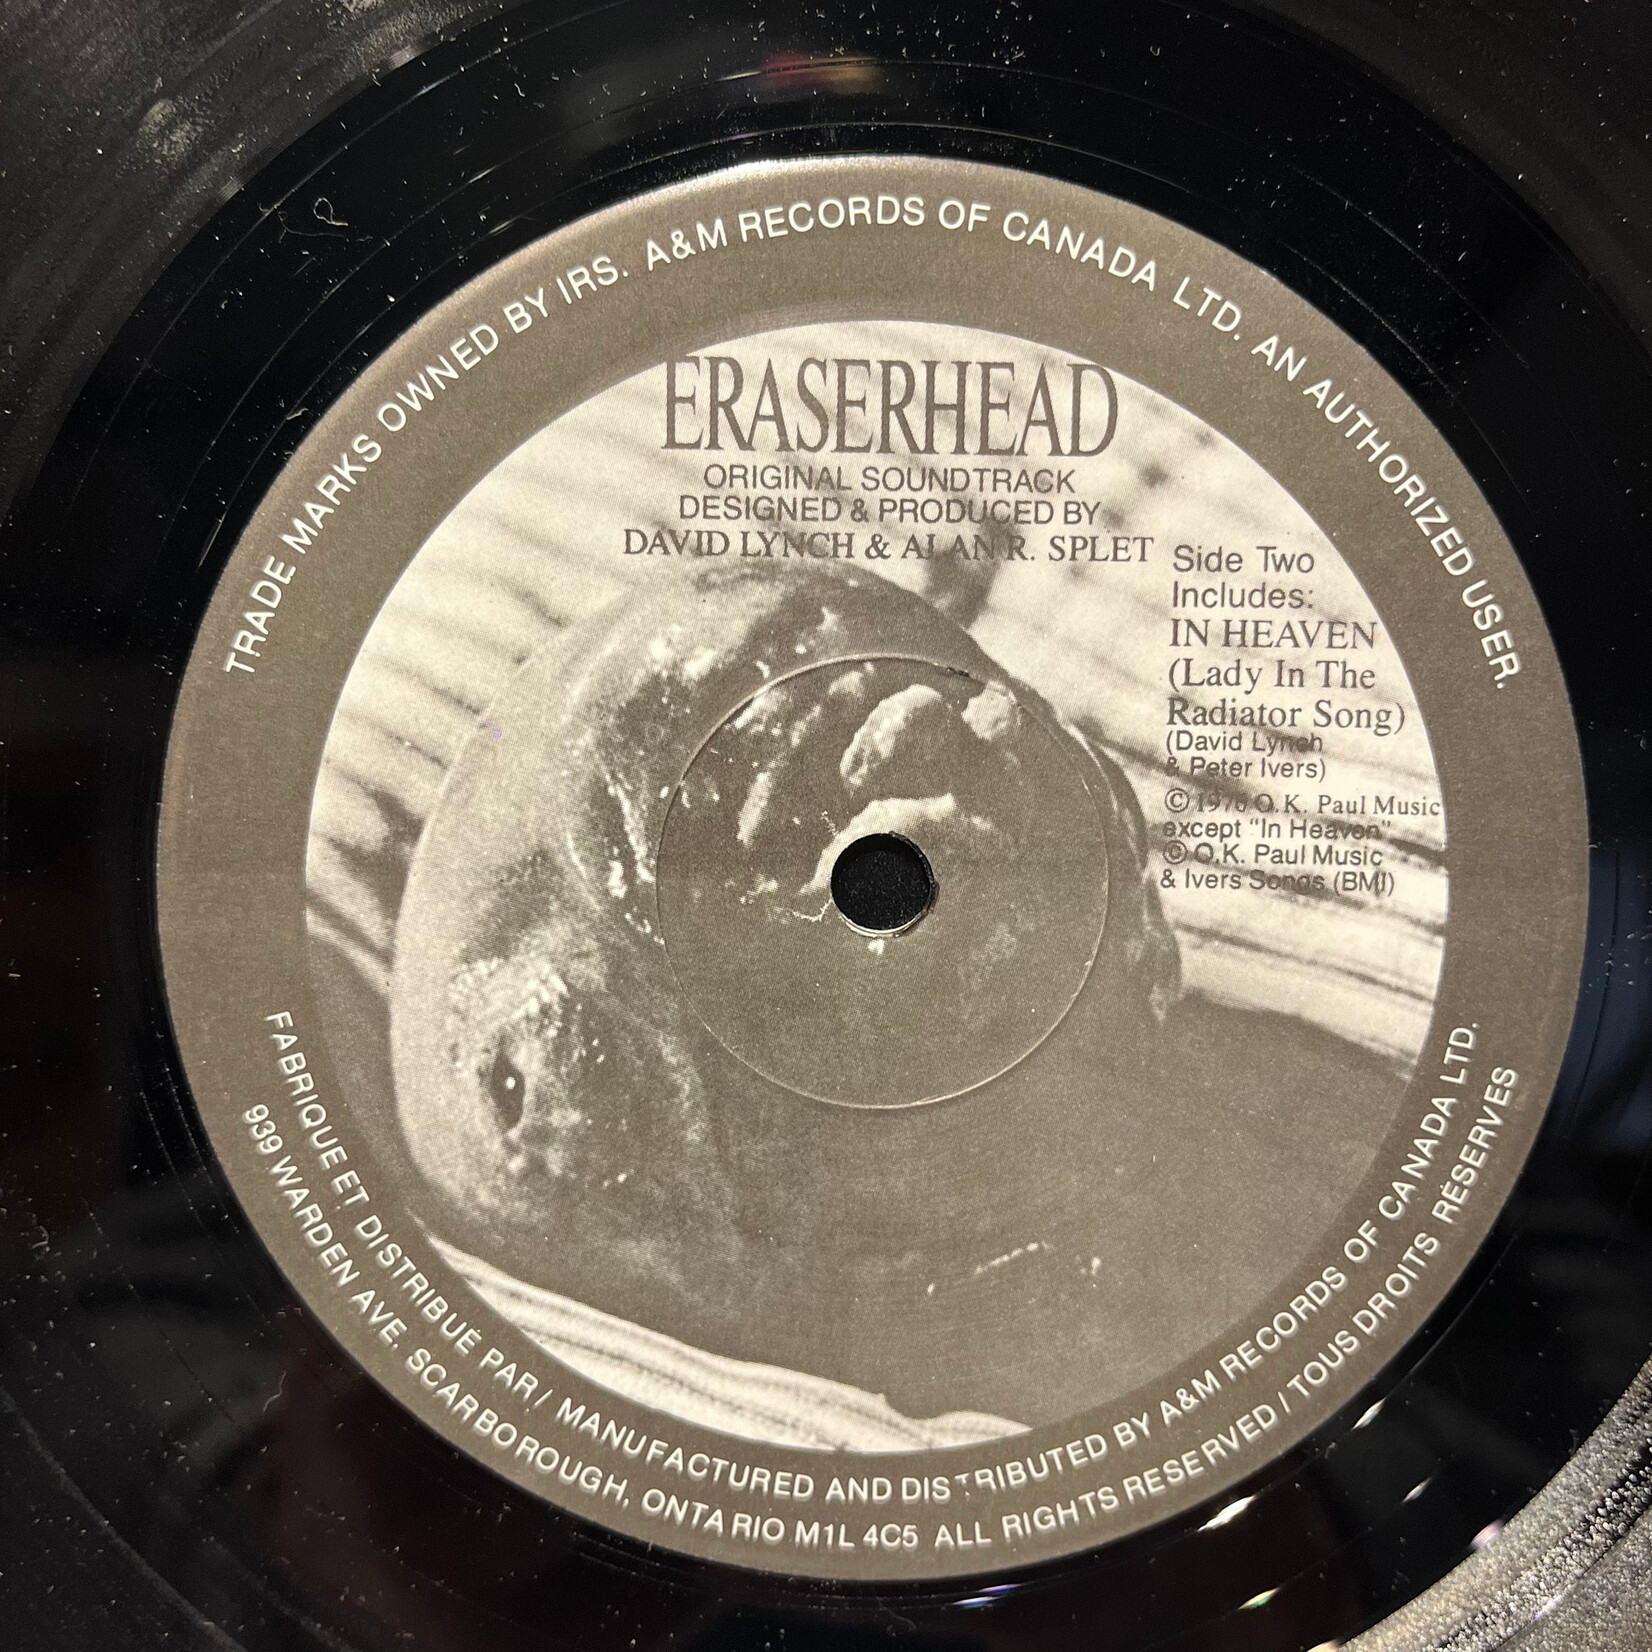 TRADE MARKS OWNED BY IRS. A&M RECORDS OF CANADA LTD. AN AUTHORIZED USER.
ERASERHEAD
ORIGINAL SOUNDTRACK
DESIGNED & PRODUCED BY
DAVID LYNCH & ALAN R. SPLET
Side Two
Includes:
IN HEAVEN
(Lady In The
Radiator Song)
(David Lynch
& Peter Ivers)
© 1978 O.K. Paul Music
except "In Heaven"
© O.K. Paul Music
& Ivers Songs (BMI)
FABRIQUE ET DISTRIBUÉ PAR / MANUFACTURED AND DISTRIBUTED BY A&M RECORDS OF CANADA LTD.
939 WARDEN AVE. SCARBOROUGH, ONTARIO M1L 4C5 ALL RIGHTS RESERVED / TOUS DROITS RÉSERVES